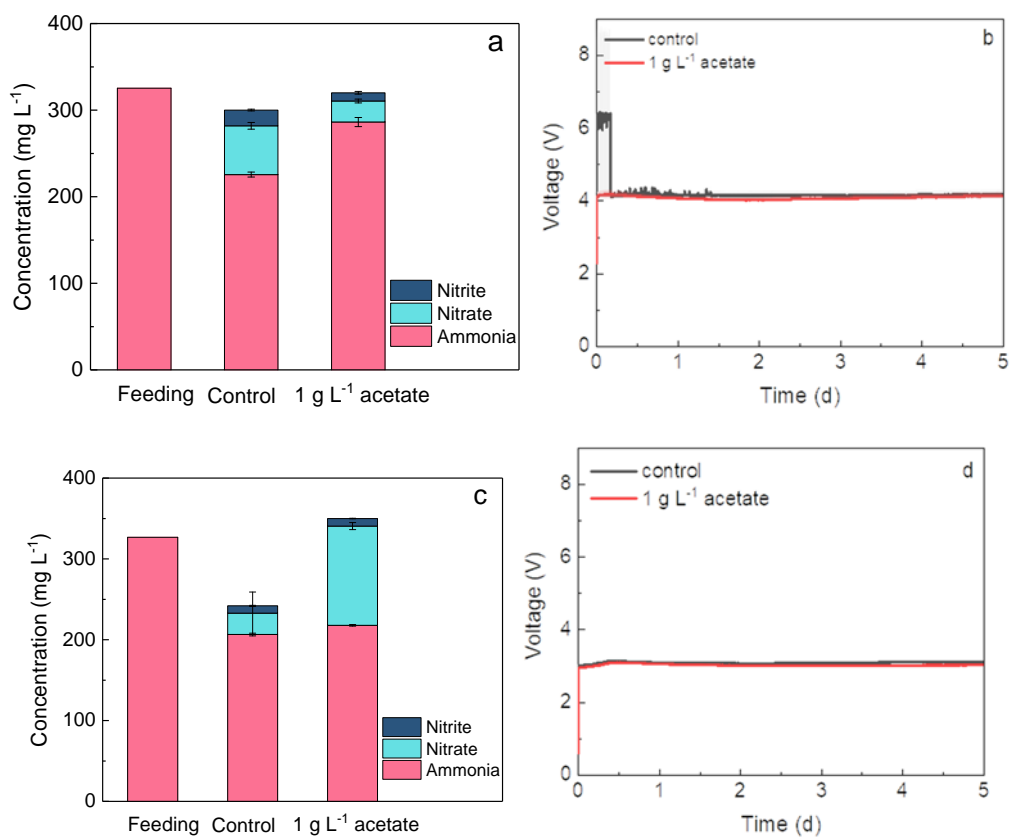 a
400
300
200
100
0
Concentration (mg L⁻¹)
Nitrite
Nitrate
Ammonia
Feeding Control 1 g L⁻¹ acetate
b
control
1 g L⁻¹ acetate
8
6
4
2
0
Voltage (V)
0 1 2 3 4 5
Time (d)
c
400
300
200
100
0
Concentration (mg L⁻¹)
Nitrite
Nitrate
Ammonia
Feeding Control 1 g L⁻¹ acetate
d
control
1 g L⁻¹ acetate
8
6
4
2
0
Voltage (V)
0 1 2 3 4 5
Time (d)